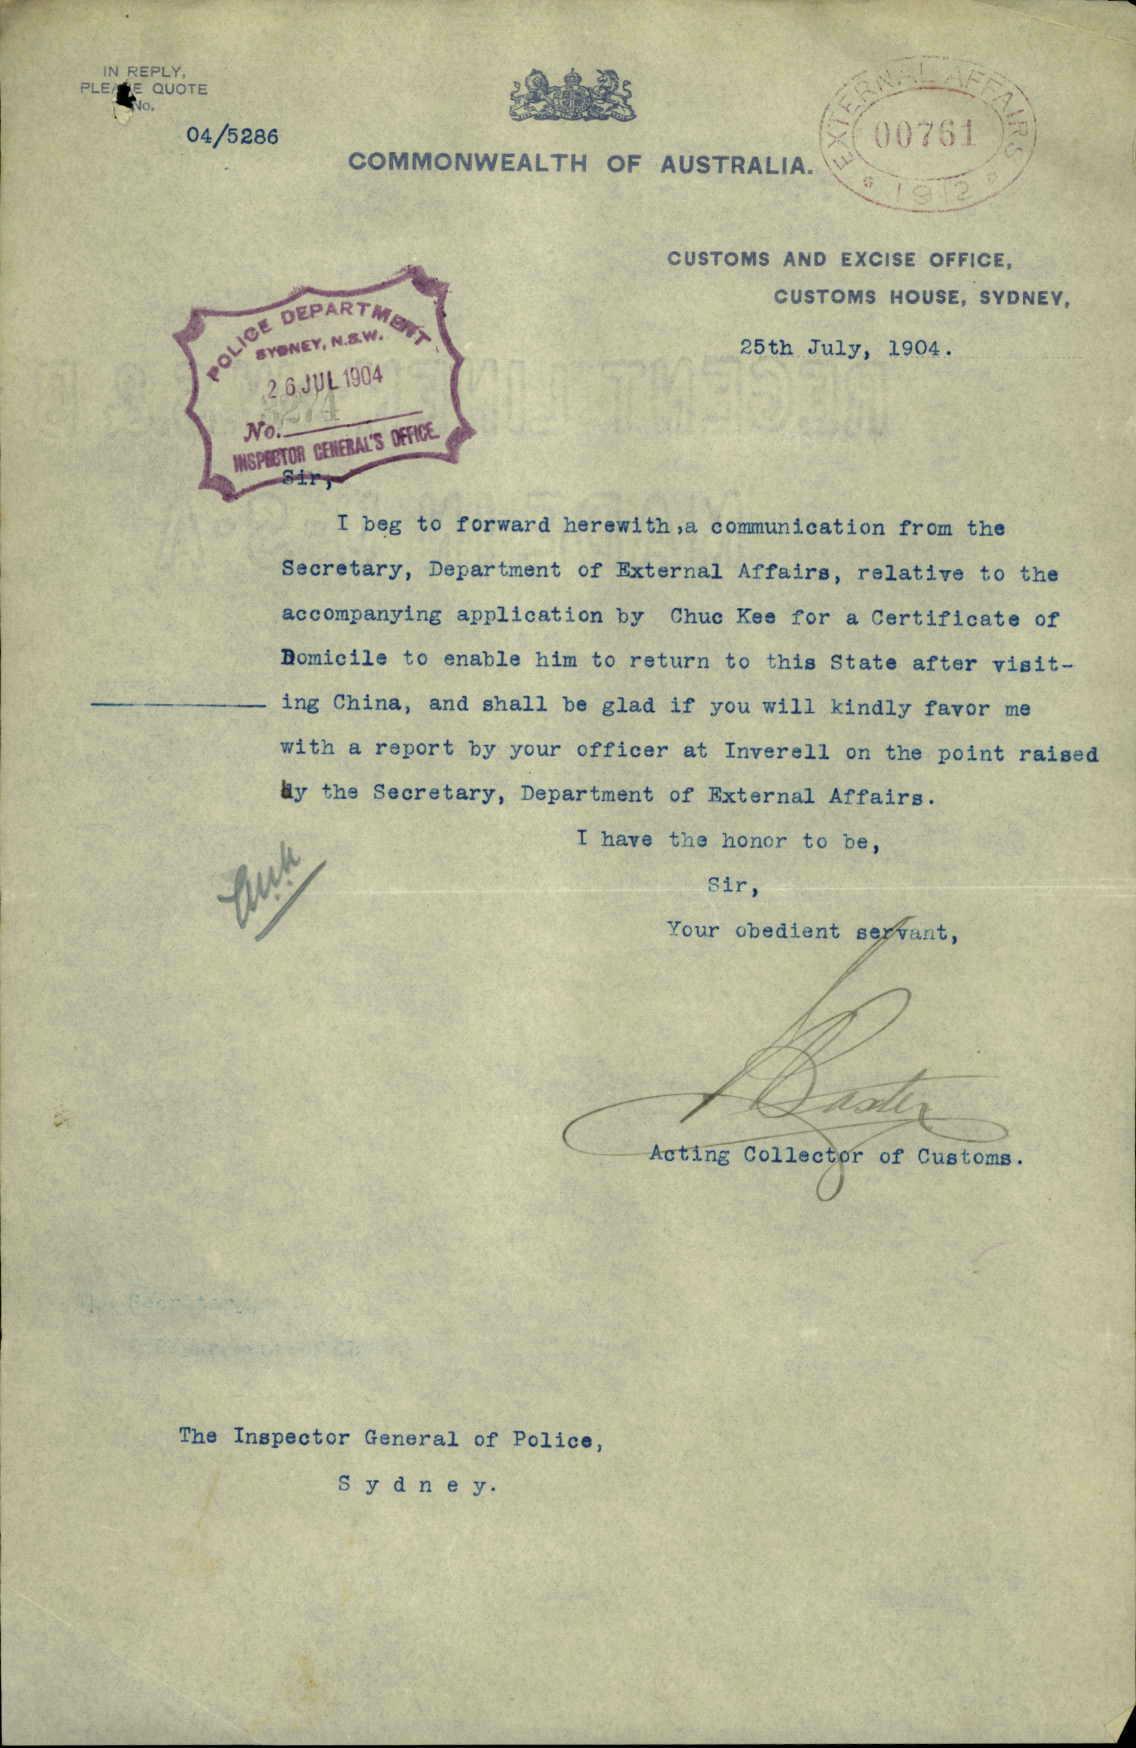 IN REPLY,
PLEASE QUOTE
No.
04/5286
COMMONWEALTH OF AUSTRALIA.
EXTERNAL AFFAIRS
00761
* 1912 *
CUSTOMS AND EXCISE OFFICE,
CUSTOMS HOUSE, SYDNEY,
25th July, 1904.
POLICE DEPARTMENT
SYDNEY, N.S.W.
26 JUL 1904
No.
INSPECTOR GENERAL'S OFFICE.
Sir,
I beg to forward herewith,a communication from the
Secretary, Department of External Affairs, relative to the
accompanying application by Chuc Kee for a Certificate of
Domicile to enable him to return to this State after visit-
ing China, and shall be glad if you will kindly favor me
with a report by your officer at Inverell on the point raised
by the Secretary, Department of External Affairs.
I have the honor to be,
Sir,
Your obedient servant,
Baxter
Acting Collector of Customs.
The Inspector General of Police,
Sydney.